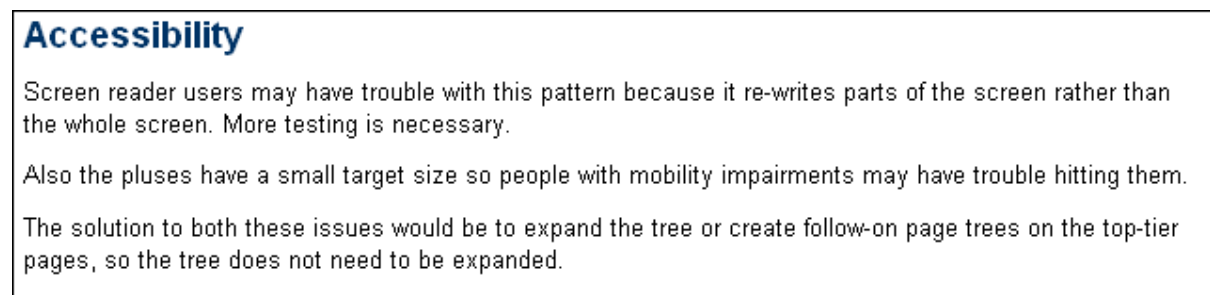 Accessibility
Screen reader users may have trouble with this pattern because it re-writes parts of the screen rather than
the whole screen. More testing is necessary.
Also the pluses have a small target size so people with mobility impairments may have trouble hitting them.
The solution to both these issues would be to expand the tree or create follow-on page trees on the top-tier
pages, so the tree does not need to be expanded.